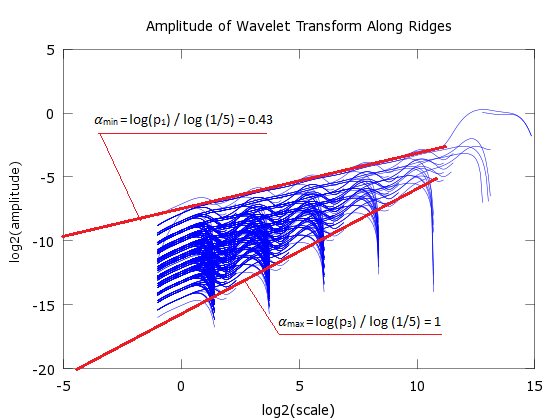 Amplitude of Wavelet Transform Along Ridges
5
0
-5
-10
-15
-20
log2(amplitude)
αmin = log(p1) / log (1/5) = 0.43
αmax = log(p3) / log (1/5) = 1
-5 0 5 10 15
log2(scale)